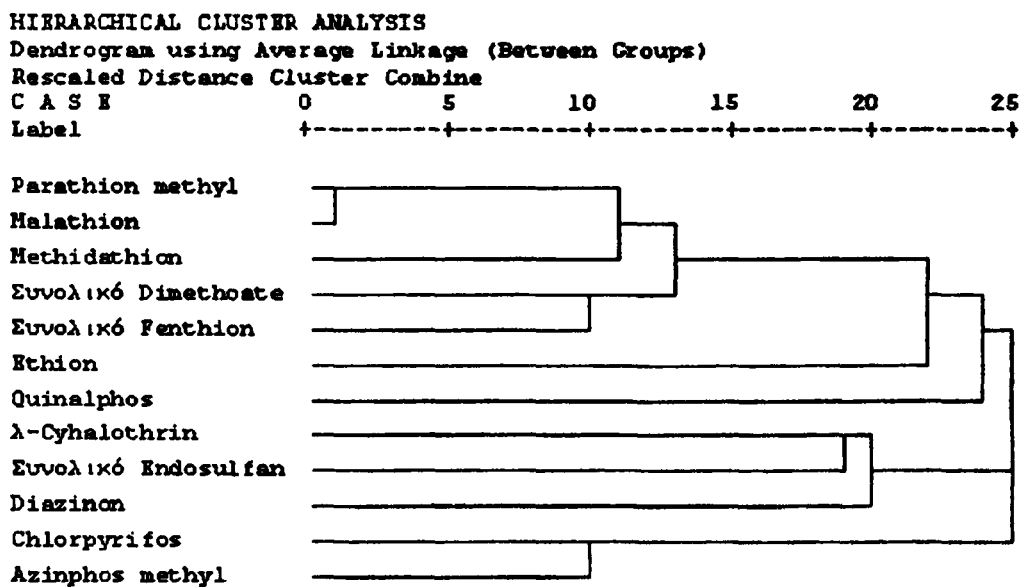 HIERARCHICAL CLUSTER ANALYSIS
Dendrogram using Average Linkage (Between Groups)
Rescaled Distance Cluster Combine
C A S E 0 5 10 15 20 25
Label +---------+---------+---------+---------+---------+
Parathion methyl
Malathion
Methidathion
Συνολικό Dimethoate
Συνολικό Fenthion
Ethion
Quinalphos
λ-Cyhalothrin
Συνολικό Endosulfan
Diazinon
Chlorpyrifos
Azinphos methyl